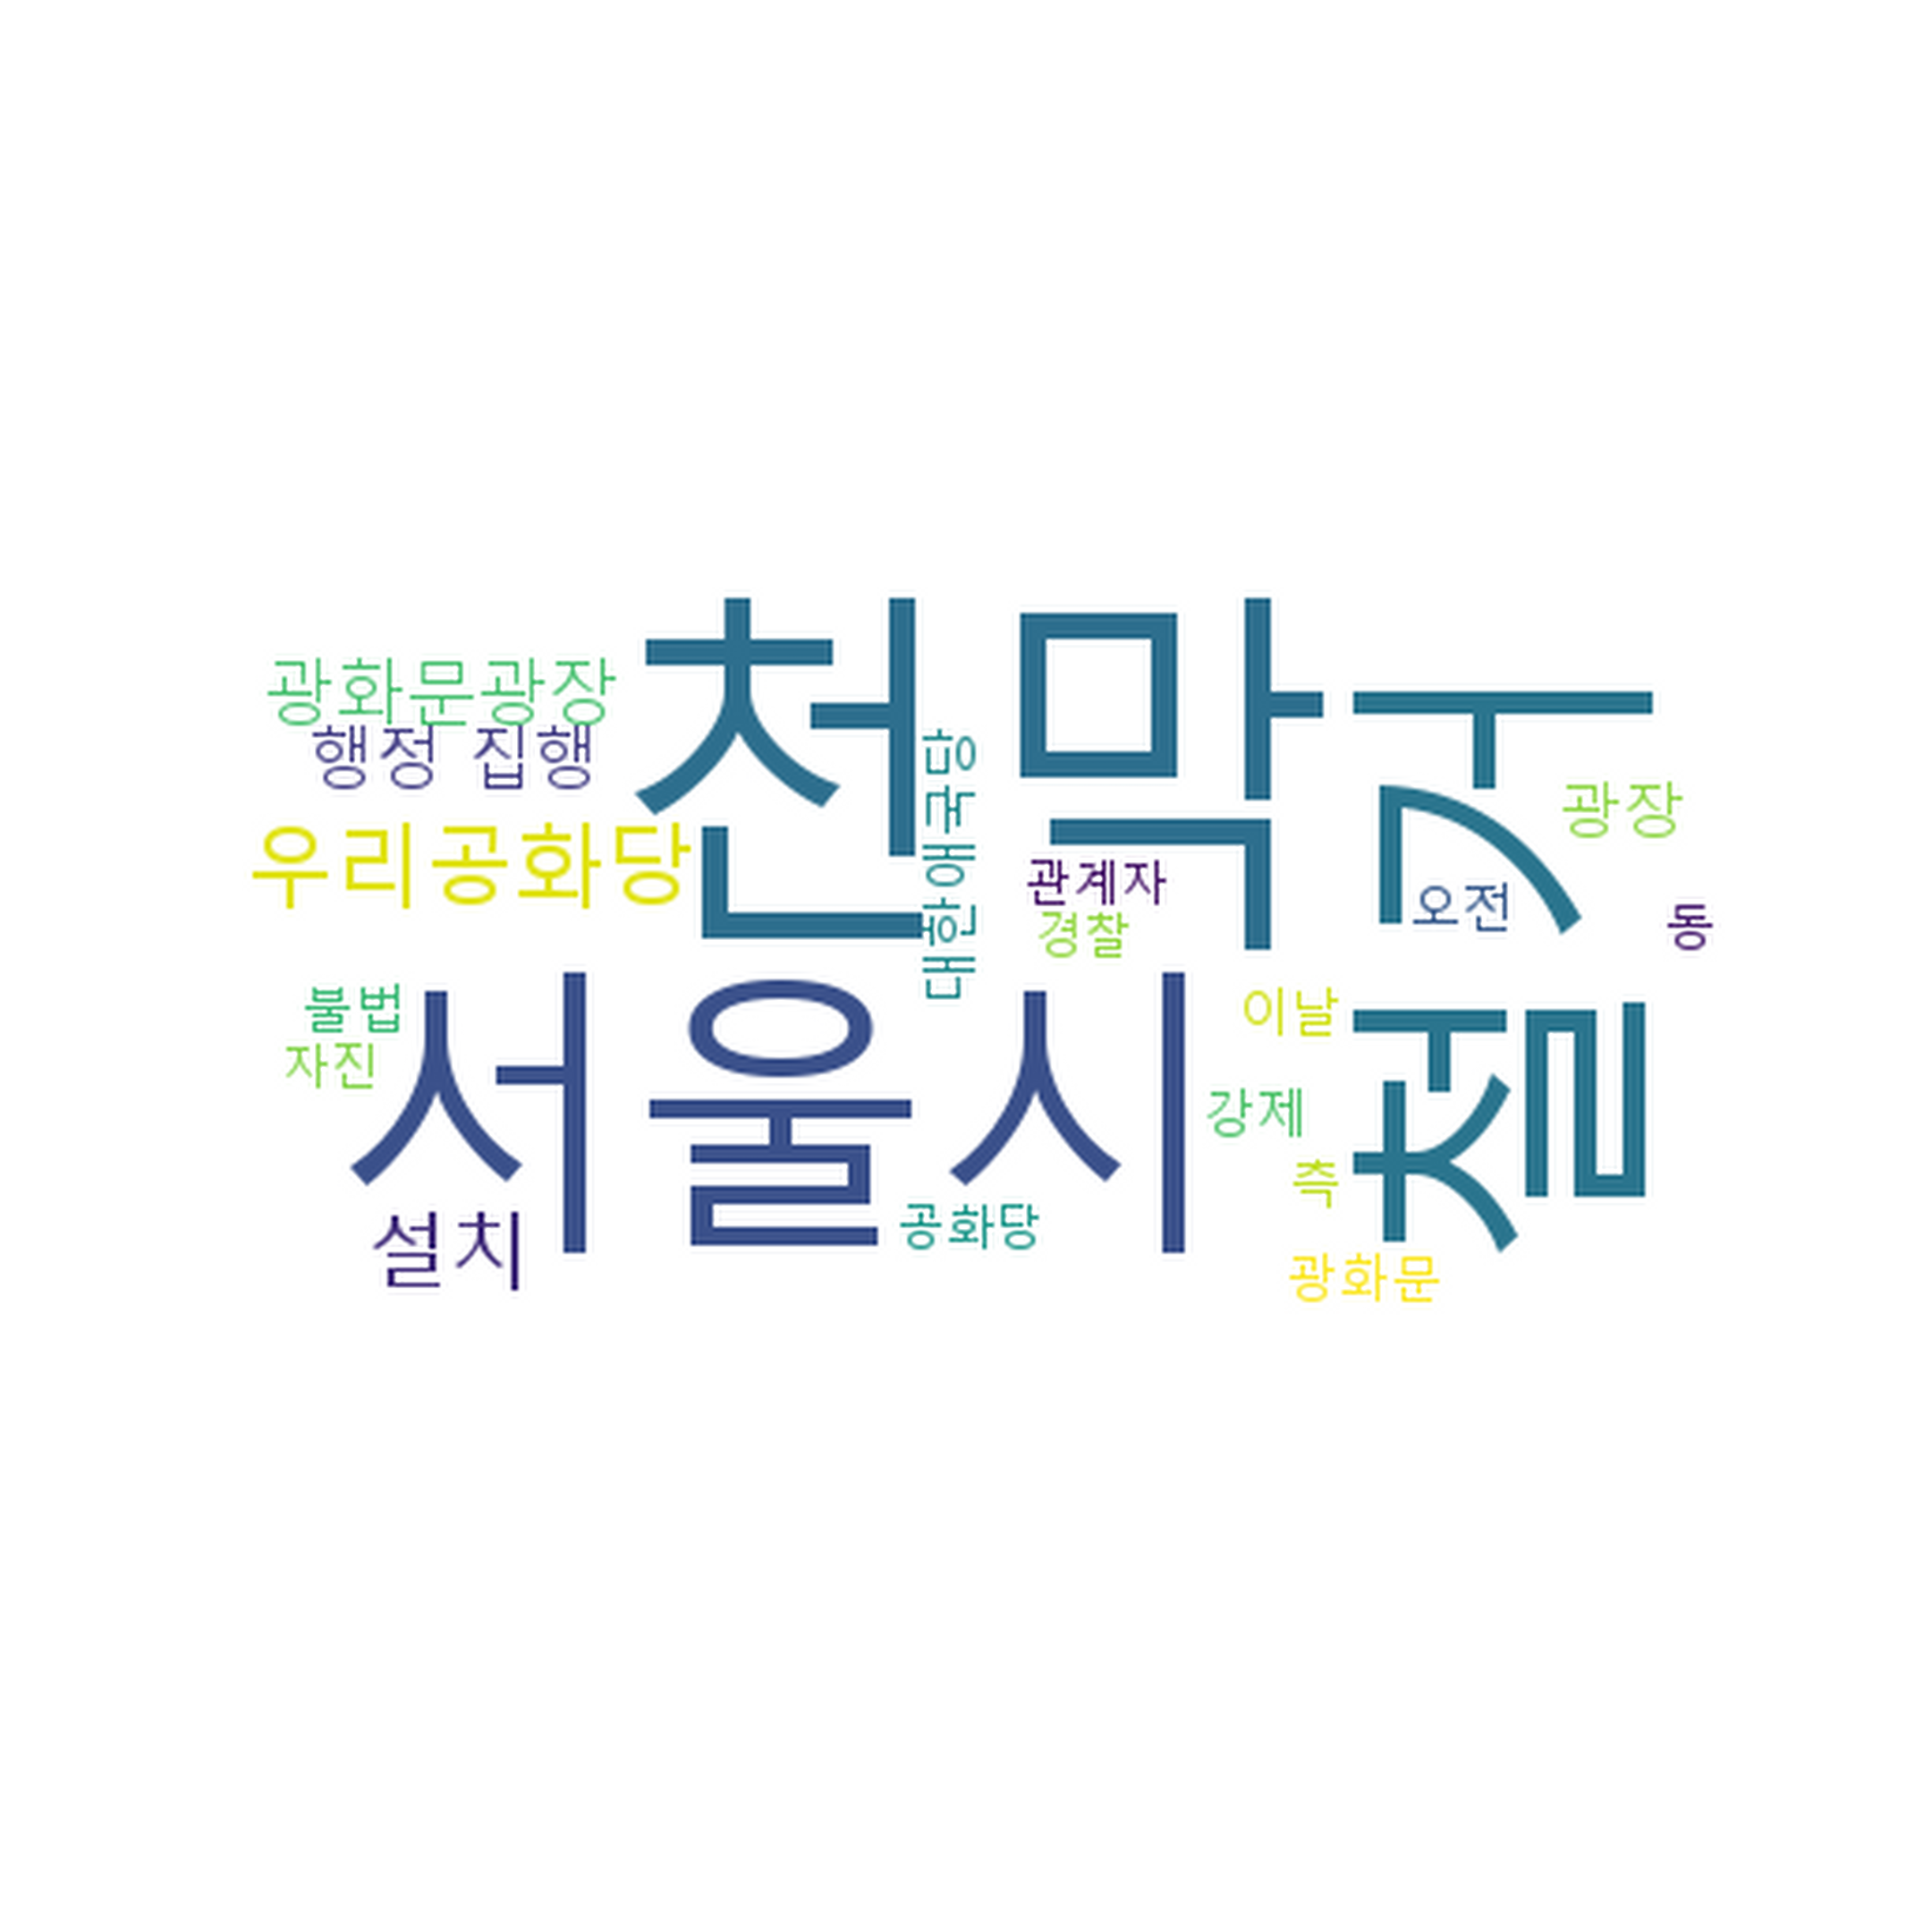 천막
철거
광화문광장
행정 집행
대한애국당
광장
우리공화당
관계자
오전
경찰
동
서울시
불법
이날
자진
강제
측
설치
공화당
광화문